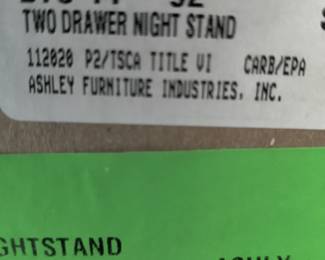 TWO DRAWER NIGHT STAND
112020 P2/TSCA TITLE VI CARB/EPA
ASHLEY FURNITURE INDUSTRIES, INC.
GHTSTAND